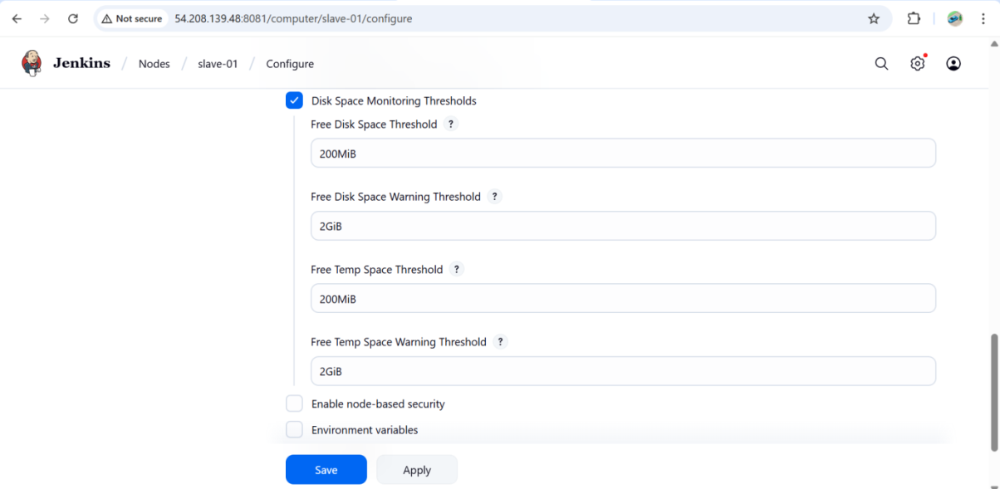 Not secure 54.208.139.48:8081/computer/slave-01/configure
Jenkins / Nodes / slave-01 / Configure
Disk Space Monitoring Thresholds
Free Disk Space Threshold ?
200MiB
Free Disk Space Warning Threshold ?
2GiB
Free Temp Space Threshold ?
200MiB
Free Temp Space Warning Threshold ?
2GiB
Enable node-based security
Environment variables
Save Apply